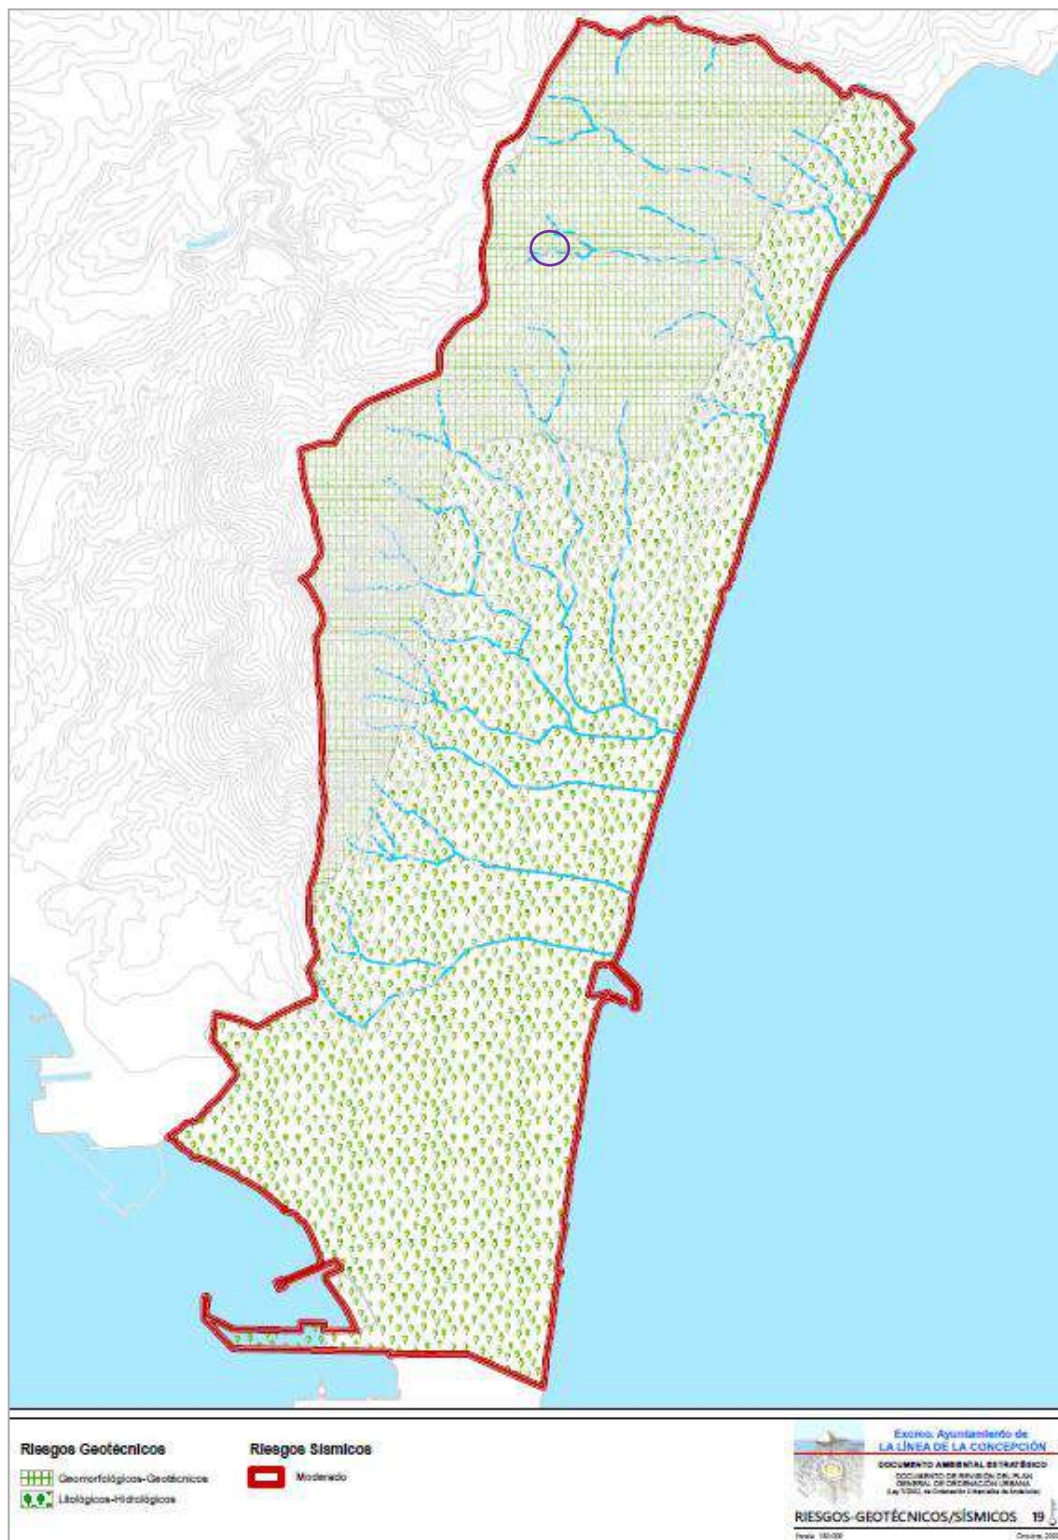 Riesgos Geotécnicos
Geomorfológicos-Geotécnicos
Litológicos-Hidrológicos
Riesgos Sísmicos
Moderado
Excmo. Ayuntamiento de
LA LÍNEA DE LA CONCEPCIÓN
DOCUMENTO AMBIENTAL ESTRATÉGICO
DOCUMENTO DE REVISIÓN DEL PLAN
GENERAL DE ORDENACIÓN URBANA
RIESGOS-GEOTÉCNICOS/SÍSMICOS 19